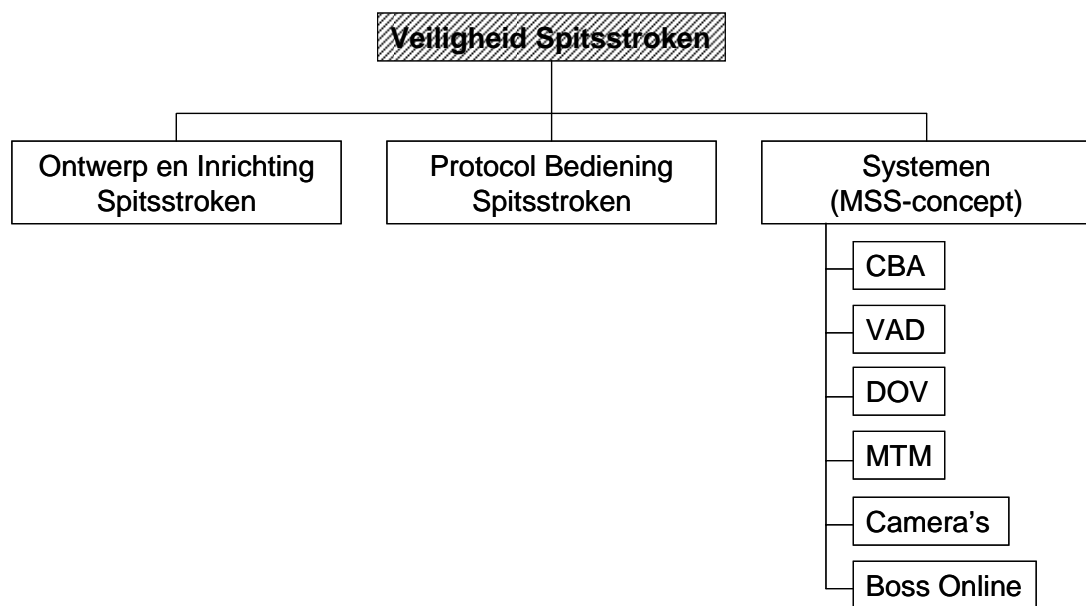 Veiligheid Spitsstroken
Ontwerp en Inrichting
Spitsstroken
Protocol Bediening
Spitsstroken
Systemen
(MSS-concept)
CBA
VAD
DOV
MTM
Camera's
Boss Online